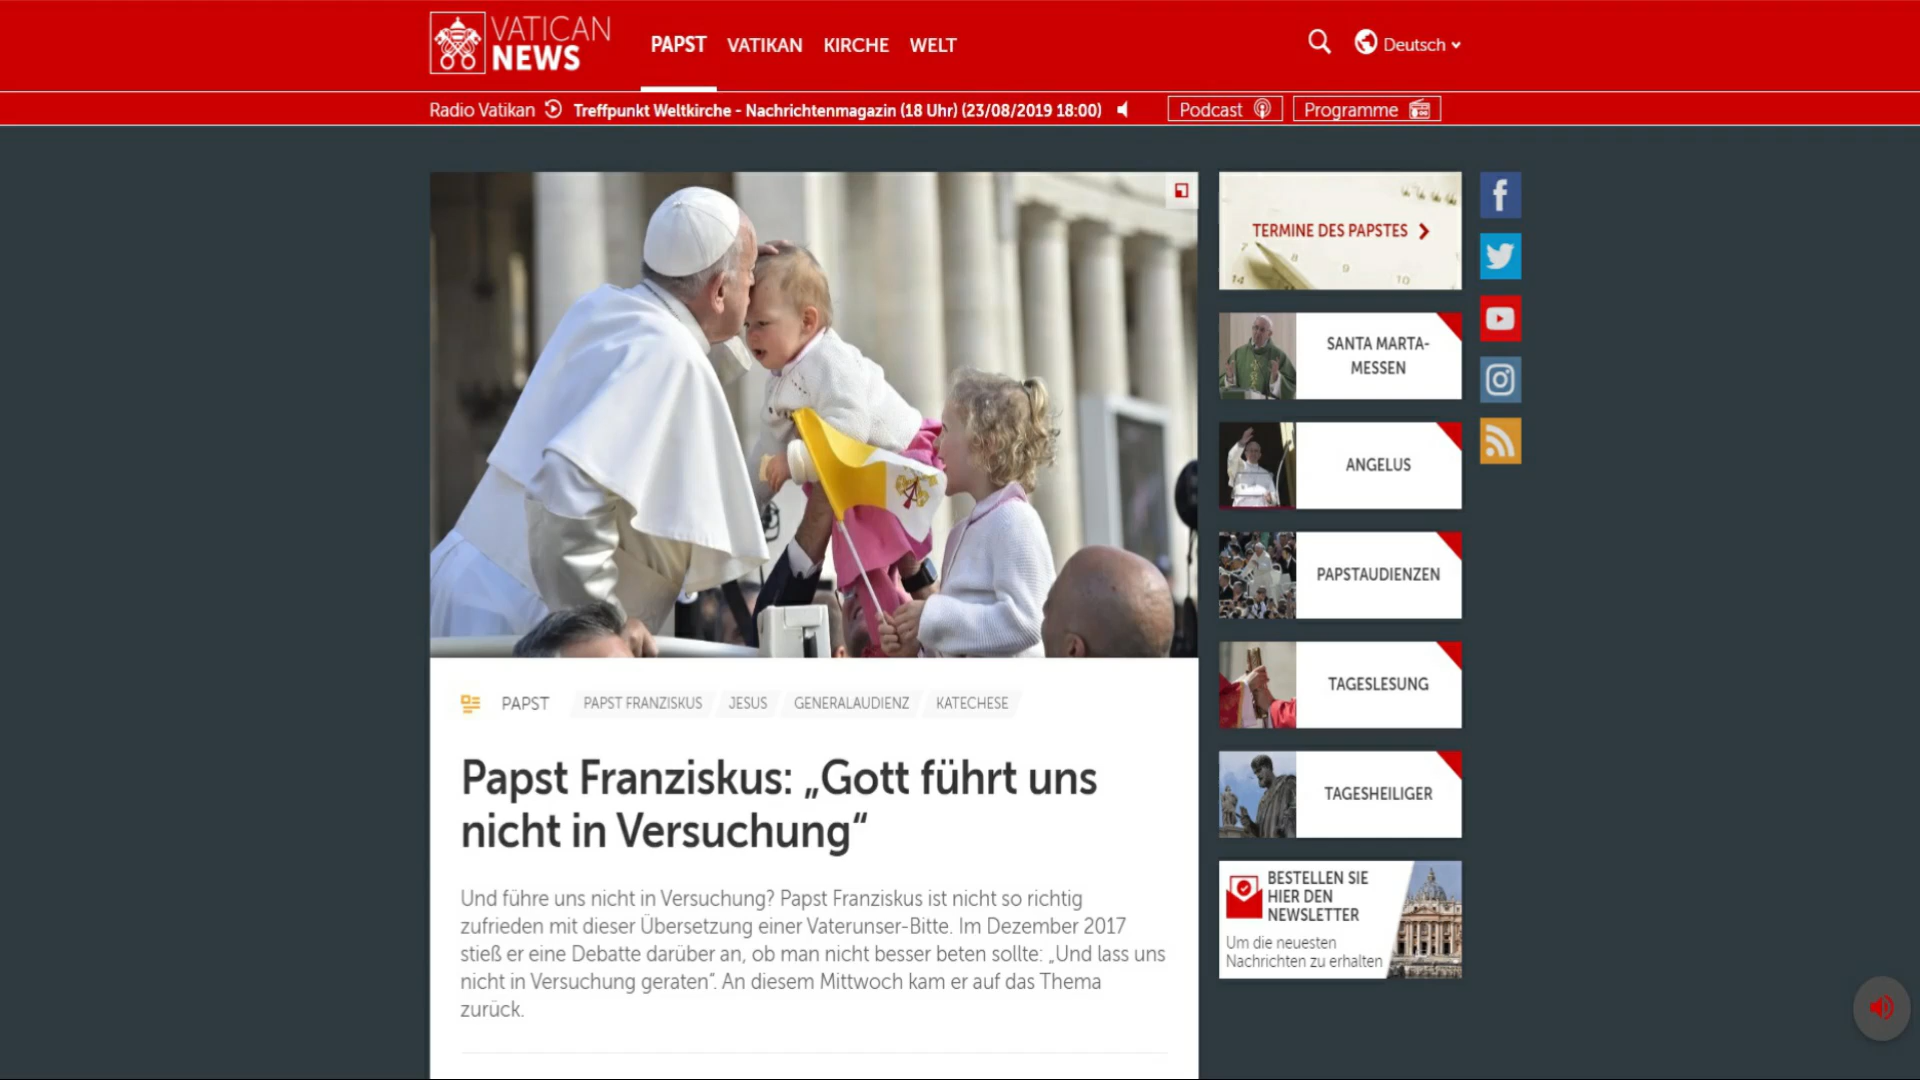 VATICAN
NEWS
PAPST VATIKAN KIRCHE WELT
Deutsch
Radio Vatikan Treffpunkt Weltkirche - Nachrichtenmagazin (18 Uhr) (23/08/2019 18:00) Podcast Programme
TERMINE DES PAPSTES
7 8 9
14 10
SANTA MARTA-
MESSEN
ANGELUS
PAPSTAUDIENZEN
TAGESLESUNG
TAGESHEILIGER
BESTELLEN SIE
HIER DEN
NEWSLETTER
Um die neuesten
Nachrichten zu erhalten
PAPST PAPST FRANZISKUS JESUS GENERALAUDIENZ KATECHESE
Papst Franziskus: „Gott führt uns
nicht in Versuchung“
Und führe uns nicht in Versuchung? Papst Franziskus ist nicht so richtig
zufrieden mit dieser Übersetzung einer Vaterunser-Bitte. Im Dezember 2017
stieß er eine Debatte darüber an, ob man nicht besser beten sollte: „Und lass uns
nicht in Versuchung geraten“. An diesem Mittwoch kam er auf das Thema
zurück.